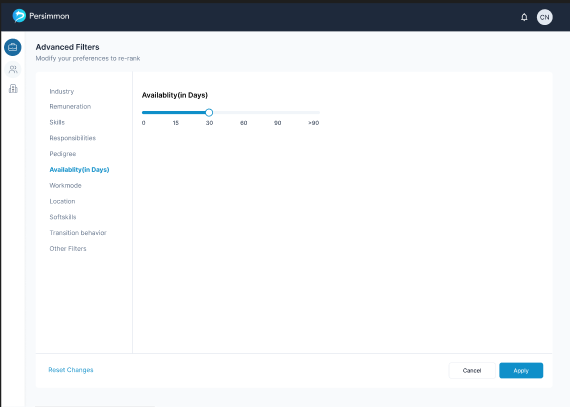 Persimmon
CN
Advanced Filters
Modify your preferences to re-rank
Industry
Remuneration
Skills
Responsibilities
Pedigree
Availablity(in Days)
Workmode
Location
Softskills
Transition behavior
Other Filters
Availablity(in Days)
0 15 30 60 90 >90
Reset Changes
Cancel
Apply